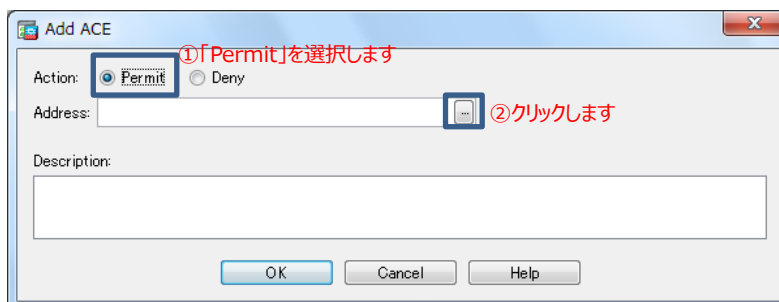 Add ACE
①「Permit」を選択します
Action: Permit Deny
Address: ... ②クリックします
Description:
OK Cancel Help